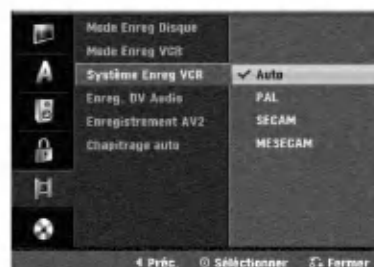 Mode Enreg Disque
Mode Enreg VCR
Système Enreg VCR
Enreg. DV Audio
Enregistrement AV2
Chapitrage auto
✓ Auto
PAL
SECAM
MESECAM
Préc
Séléctionner
Fermer